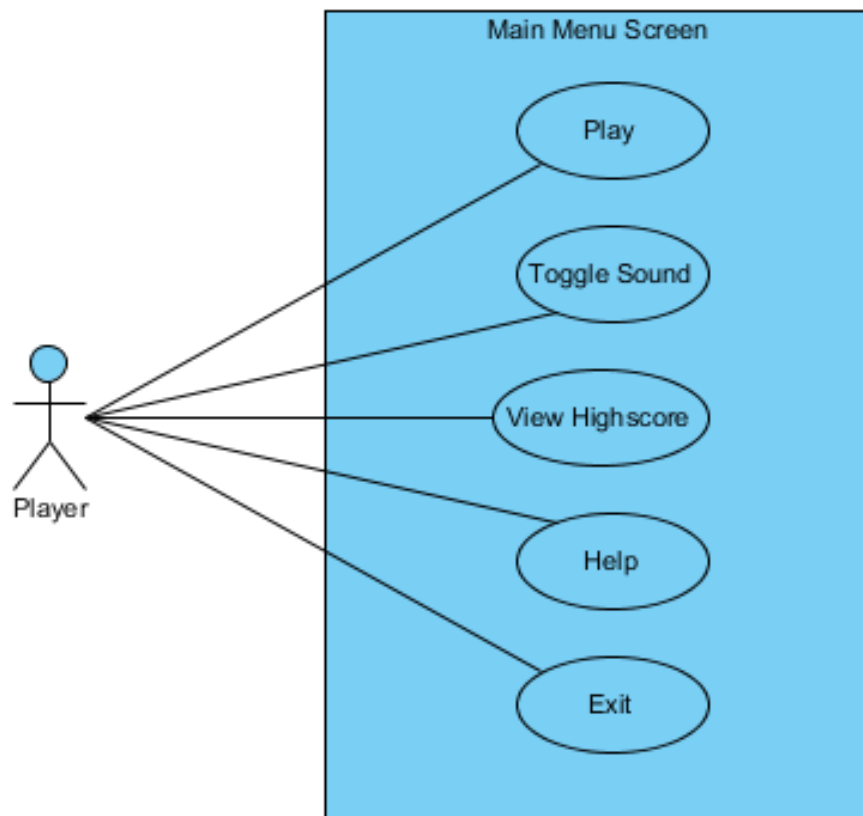 Main Menu Screen
Play
Toggle Sound
View Highscore
Help
Exit
Player